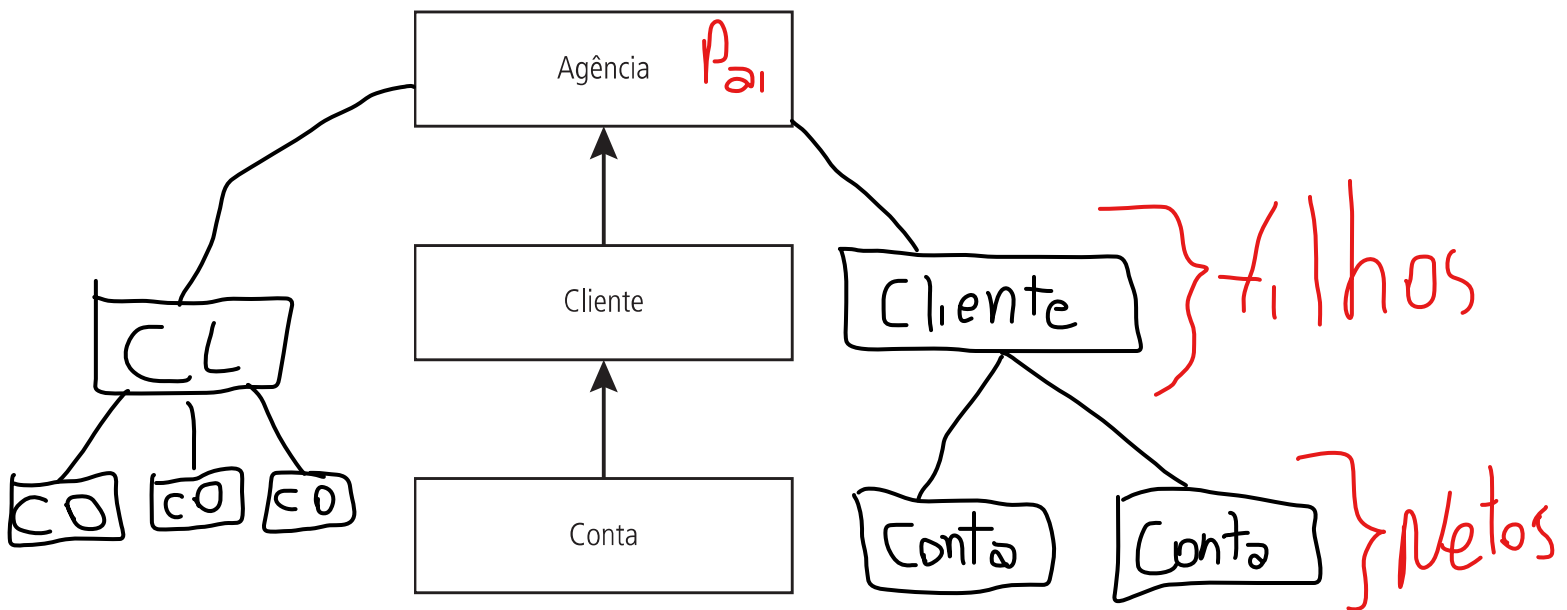 Agência Pai
Cliente
Conta
CL
CO CO CO
Cliente
filhos
Conta Conta
Netos